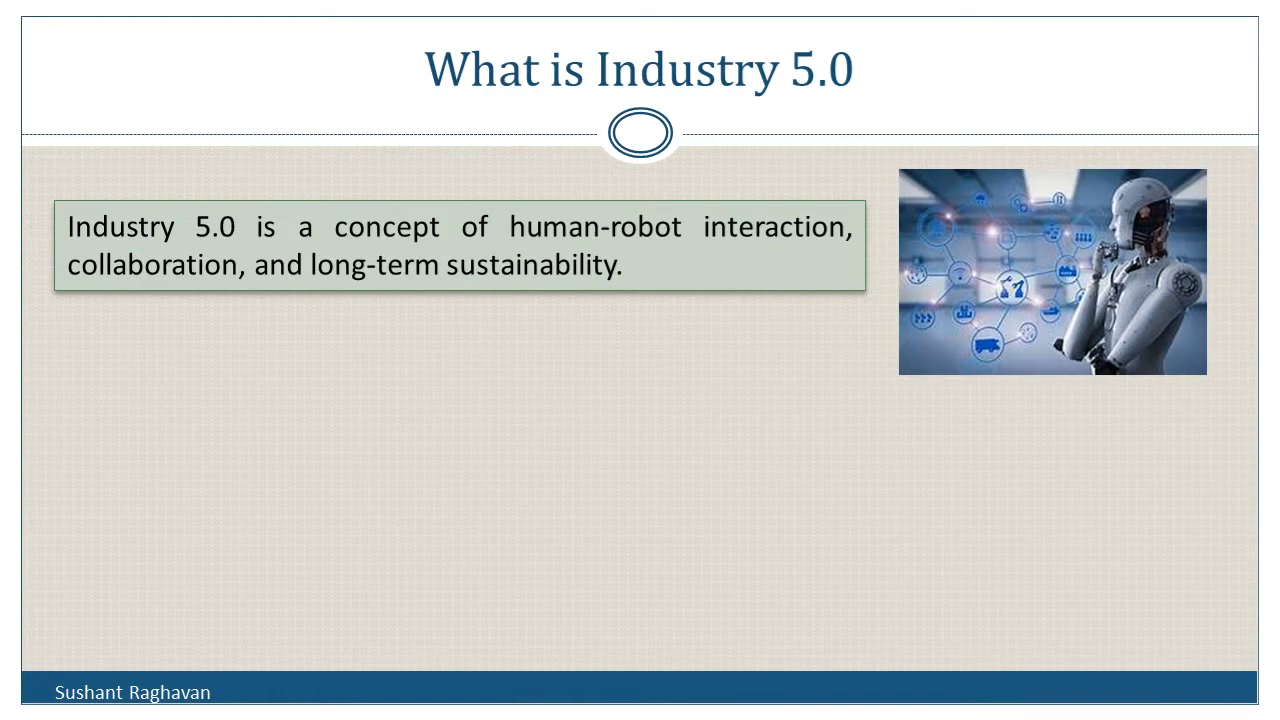 What is Industry 5.0
Industry 5.0 is a concept of human-robot interaction,
collaboration, and long-term sustainability.
Sushant Raghavan